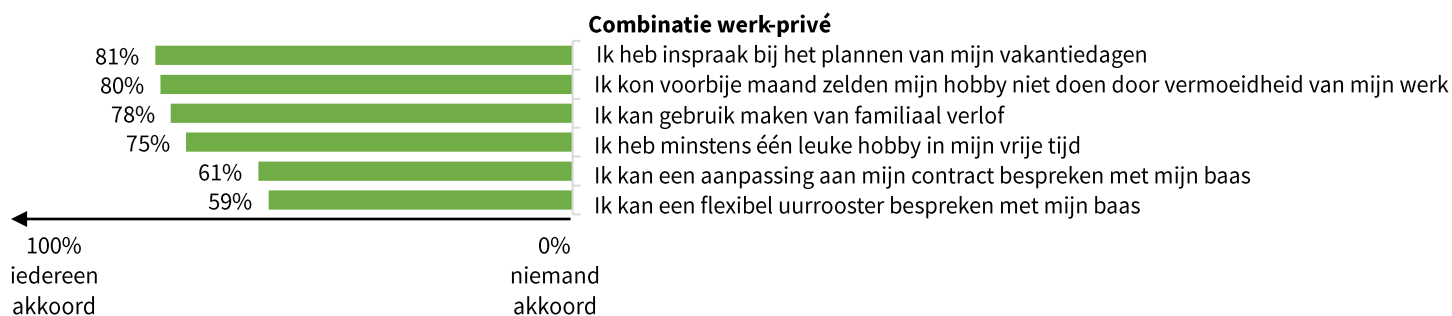 Combinatie werk-privé
81% Ik heb inspraak bij het plannen van mijn vakantiedagen
80% Ik kon voorbije maand zelden mijn hobby niet doen door vermoeidheid van mijn werk
78% Ik kan gebruik maken van familiaal verlof
75% Ik heb minstens één leuke hobby in mijn vrije tijd
61% Ik kan een aanpassing aan mijn contract bespreken met mijn baas
59% Ik kan een flexibel uurrooster bespreken met mijn baas
100% 0%
iedereen niemand
akkoord akkoord